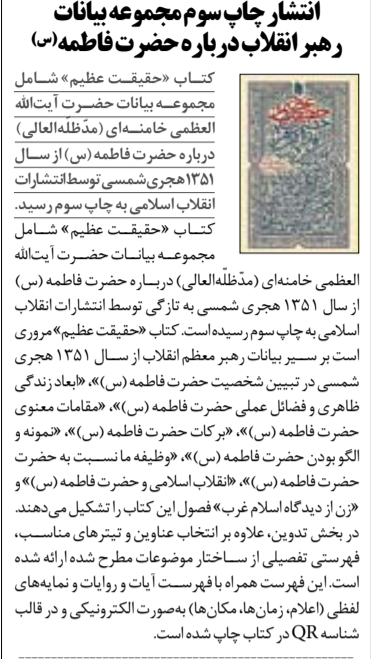 انتشار چاپ سوم مجموعه بیانات
رهبر انقلاب درباره حضرت فاطمه(س)
کتاب «حقیقت عظیم» شامل
مجموعه بیانات حضرت آیت‌الله
العظمی خامنه‌ای (مدّظلّه‌العالی)
درباره حضرت فاطمه (س) از سال
۱۳۵۱هجری‌شمسی توسط‌انتشارات
انقلاب اسلامی به چاپ سوم رسید.
کتاب «حقیقت عظیم» شامل
مجموعه بیانات حضرت آیت‌الله
العظمی خامنه‌ای (مدّظلّه‌العالی) درباره حضرت فاطمه (س)
از سال ۱۳۵۱ هجری شمسی به تازگی توسط انتشارات انقلاب
اسلامی به چاپ سوم رسیده‌است. کتاب «حقیقت عظیم»مروری
است بر سیر بیانات رهبر معظم انقلاب از سال ۱۳۵۱ هجری
شمسی در تبیین شخصیت حضرت فاطمه (س)»، «ابعاد زندگی
ظاهری و فضائل عملی حضرت فاطمه (س)»، «مقامات معنوی
حضرت فاطمه (س)»، «برکات حضرت فاطمه (س)»، «نمونه و
الگو بودن حضرت فاطمه (س)»، «وظیفه ما نسبت به حضرت
حضرت فاطمه (س)»، «انقلاب اسلامی و حضرت فاطمه (س)» و
«زن از دیدگاه اسلام غرب» فصول این کتاب را تشکیل می‌دهند.
در بخش تدوین، علاوه بر انتخاب عناوین و تیترهای مناسب،
فهرستی تفصیلی از ساختار موضوعات مطرح شده ارائه شده
است. این فهرست همراه با فهرست آیات و روایات و نمایه‌های
لفظی (اعلام، زمان‌ها، مکان‌ها) به‌صورت الکترونیکی و در قالب
شناسه QR در کتاب چاپ شده است.